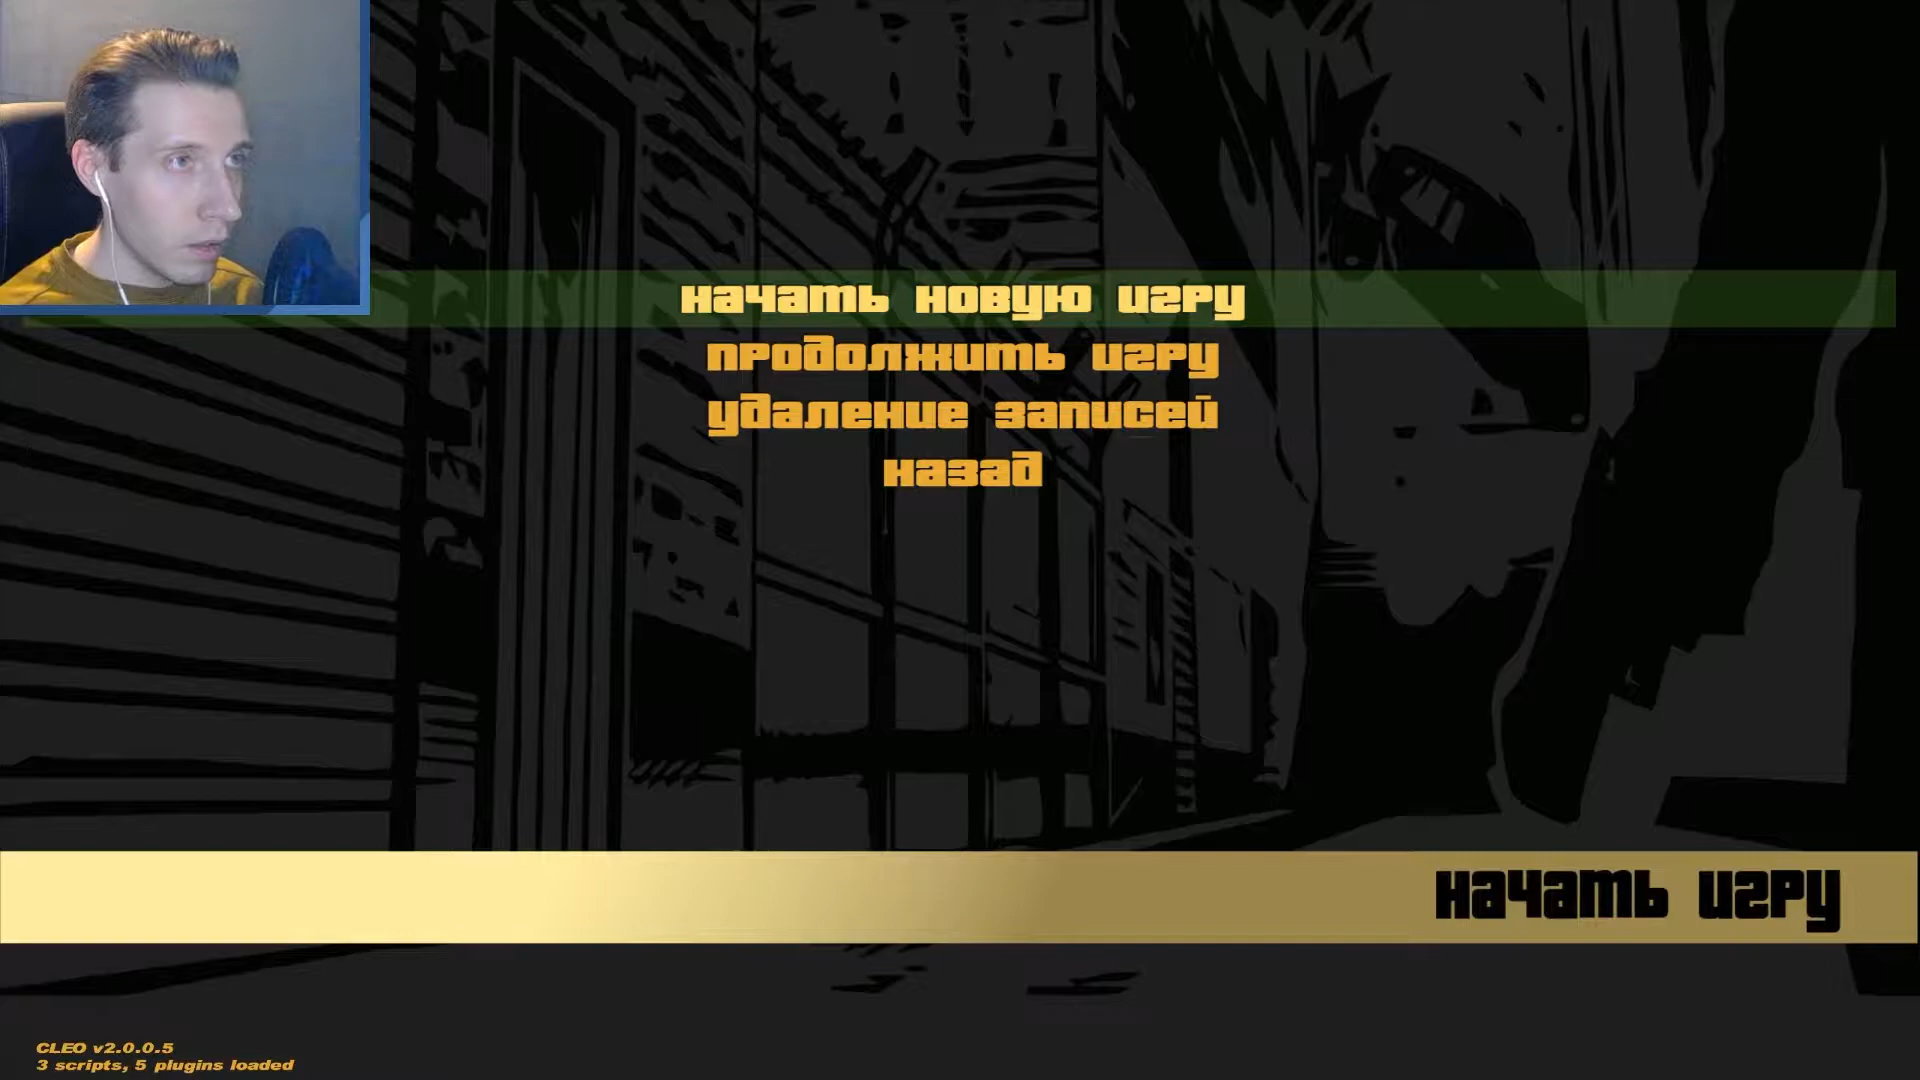 начать новую игру
продолжить игру
удаление записей
назад
начать игру
CLEO v2.0.0.5
3 scripts, 5 plugins loaded